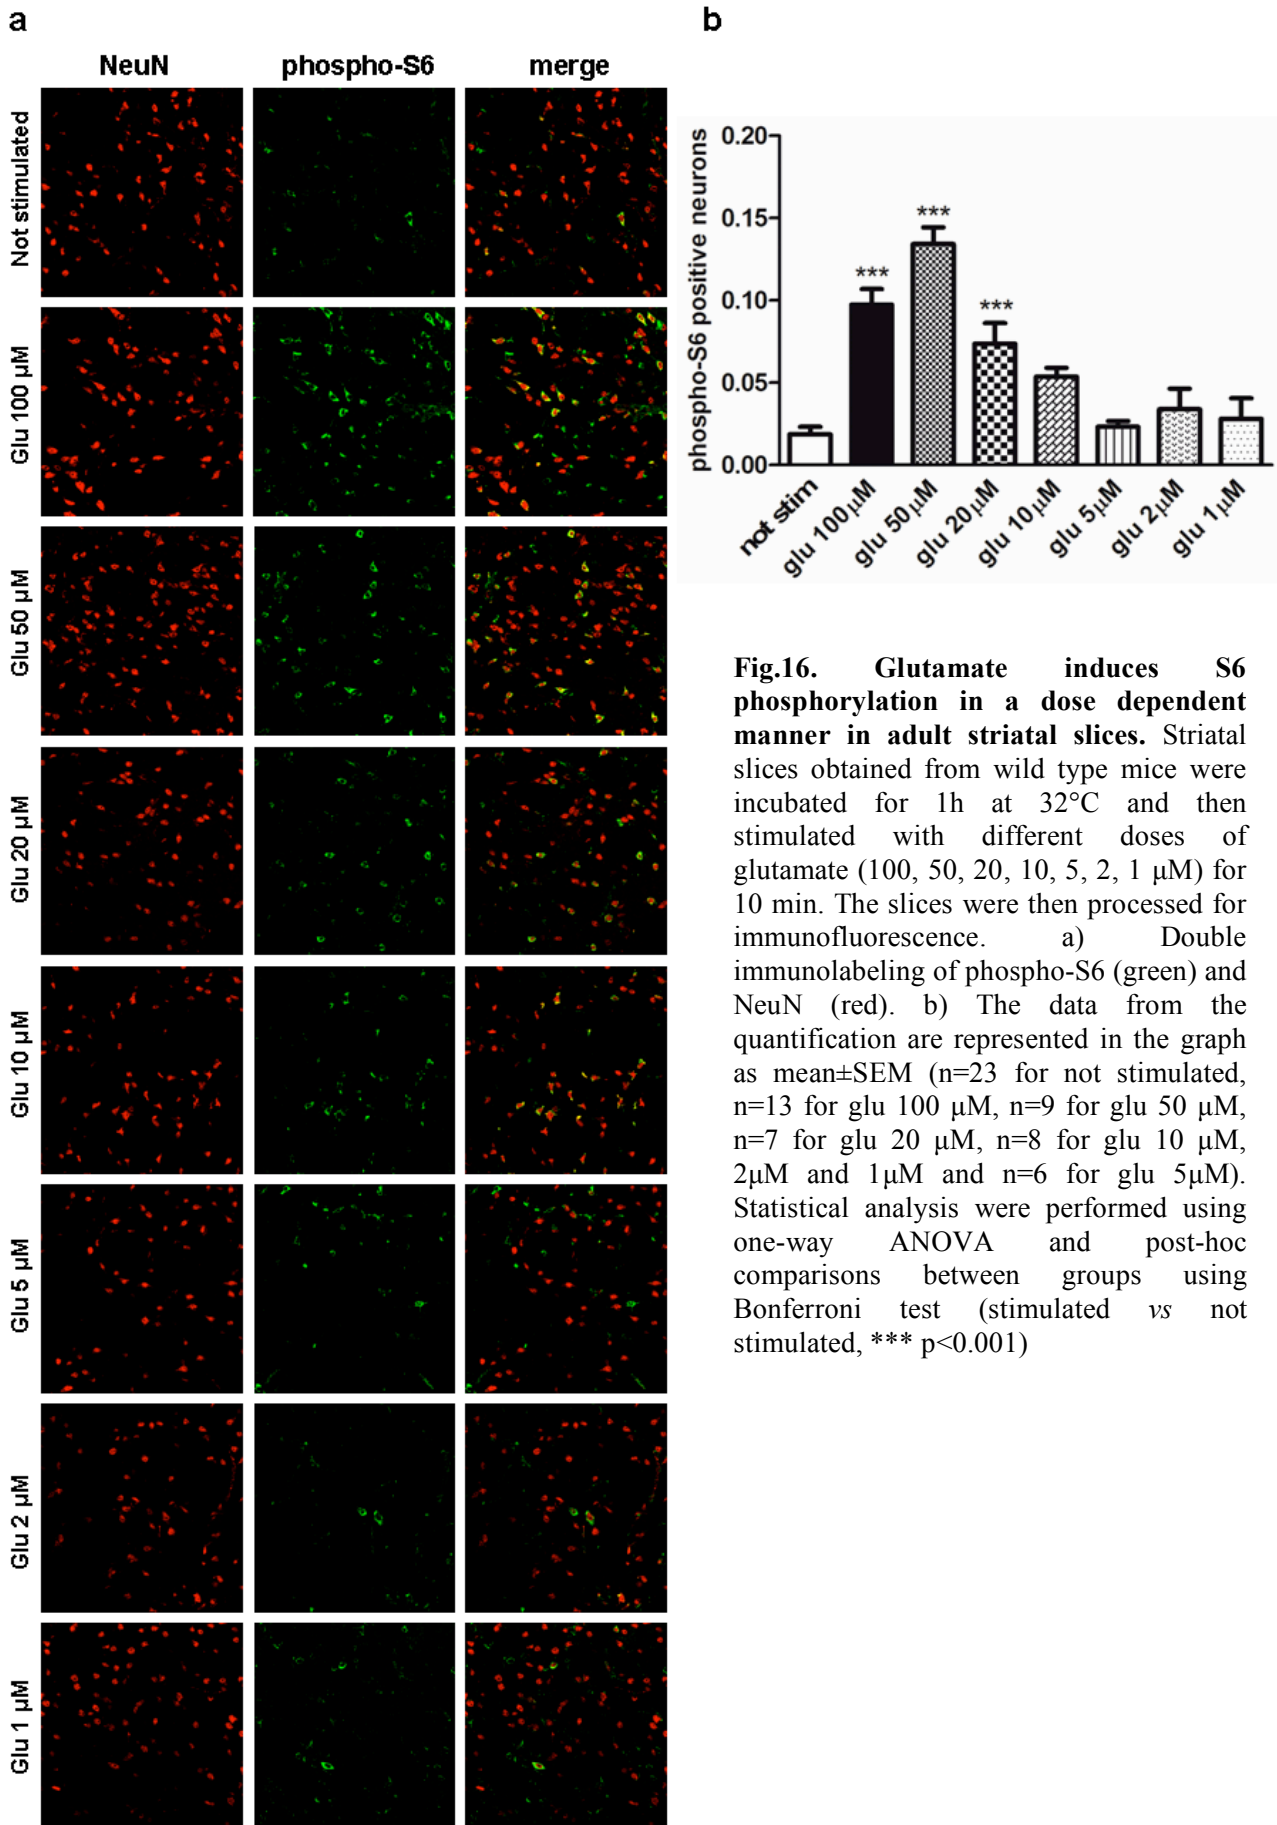 a
NeuN phospho-S6 merge
Not stimulated
Glu 100 µM
Glu 50 µM
Glu 20 µM
Glu 10 µM
Glu 5 µM
Glu 2 µM
Glu 1 µM
b
phospho-S6 positive neurons
0.20
0.15
0.10
0.05
0.00
***
***
***
not stim
glu 100µM
glu 50µM
glu 20µM
glu 10µM
glu 5µM
glu 2µM
glu 1µM
Fig.16. Glutamate induces S6
phosphorylation in a dose dependent
manner in adult striatal slices. Striatal
slices obtained from wild type mice were
incubated for 1h at 32°C and then
stimulated with different doses of
glutamate (100, 50, 20, 10, 5, 2, 1 µM) for
10 min. The slices were then processed for
immunofluorescence. a) Double
immunolabeling of phospho-S6 (green) and
NeuN (red). b) The data from the
quantification are represented in the graph
as mean±SEM (n=23 for not stimulated,
n=13 for glu 100 µM, n=9 for glu 50 µM,
n=7 for glu 20 µM, n=8 for glu 10 µM,
2µM and 1µM and n=6 for glu 5µM).
Statistical analysis were performed using
one-way ANOVA and post-hoc
comparisons between groups using
Bonferroni test (stimulated vs not
stimulated, *** p<0.001)